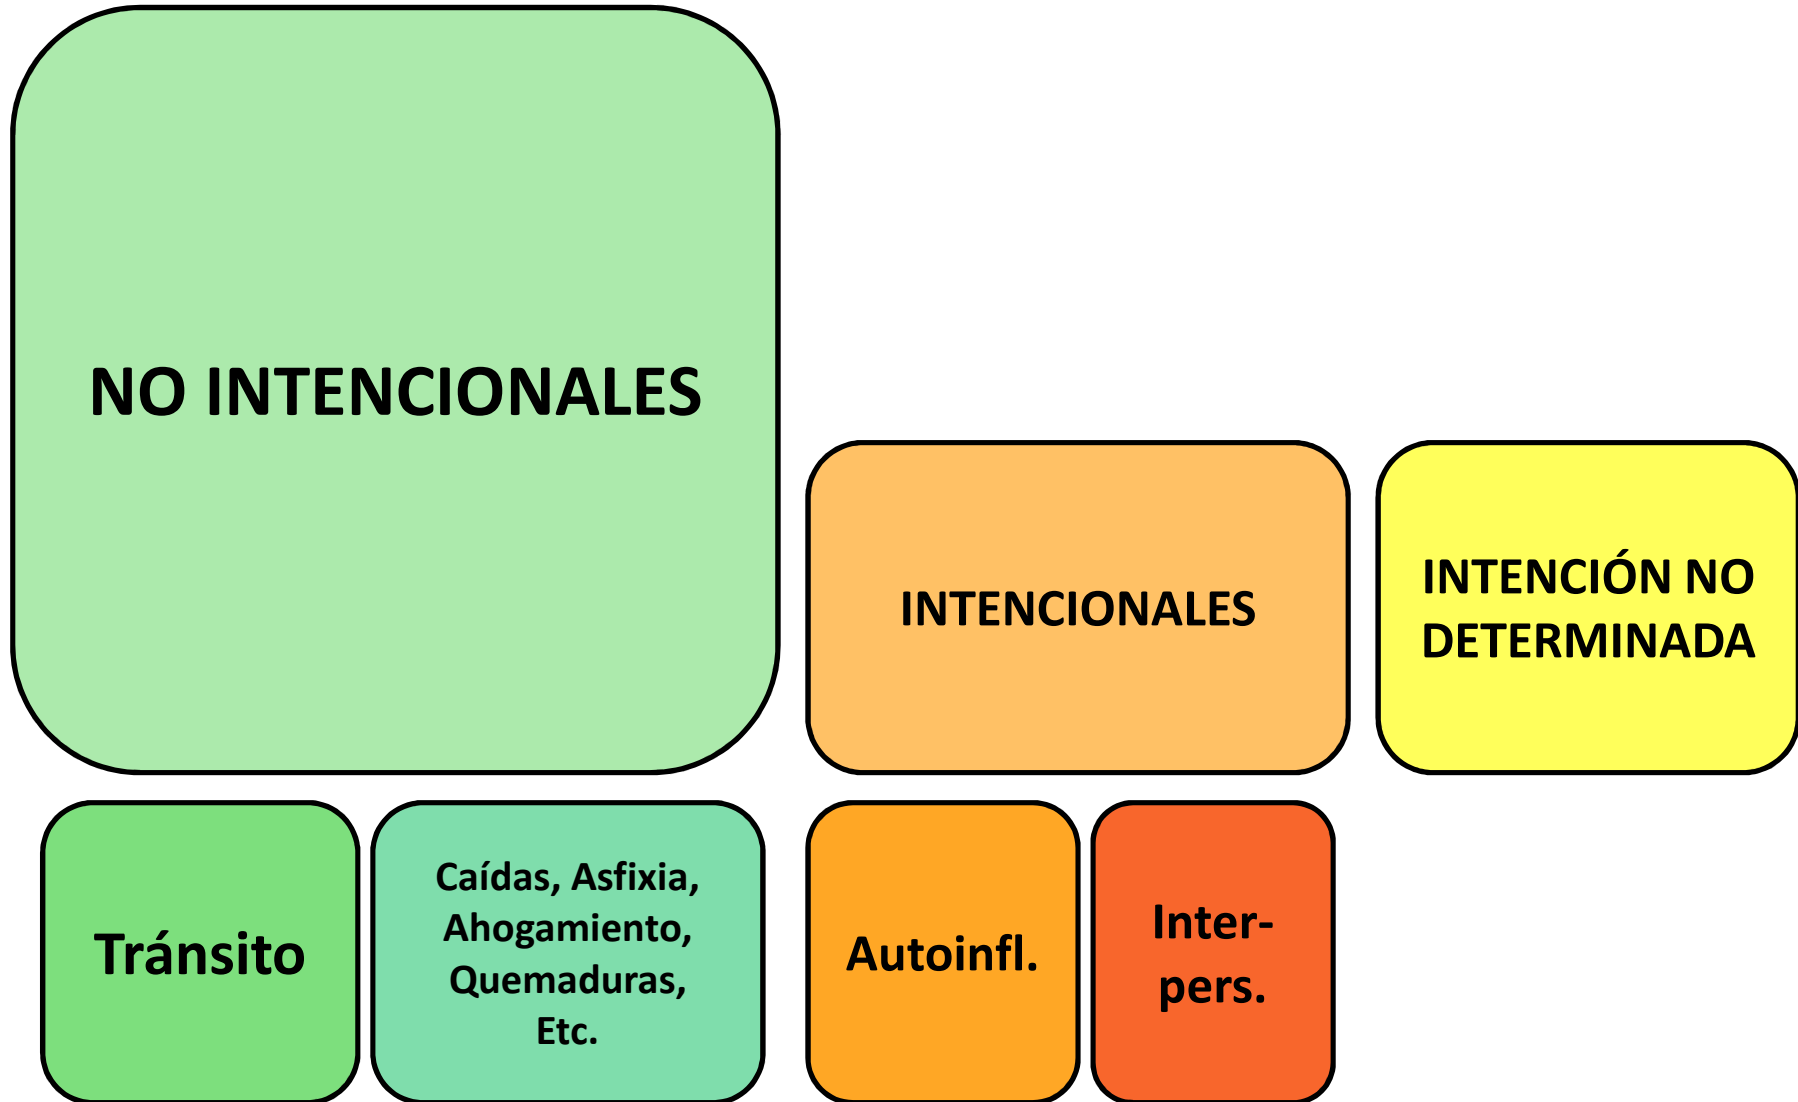 NO INTENCIONALES
INTENCIONALES
INTENCIÓN NO
DETERMINADA
Tránsito
Caídas, Asfixia,
Ahogamiento,
Quemaduras,
Etc.
Autoinfl.
Inter-
pers.